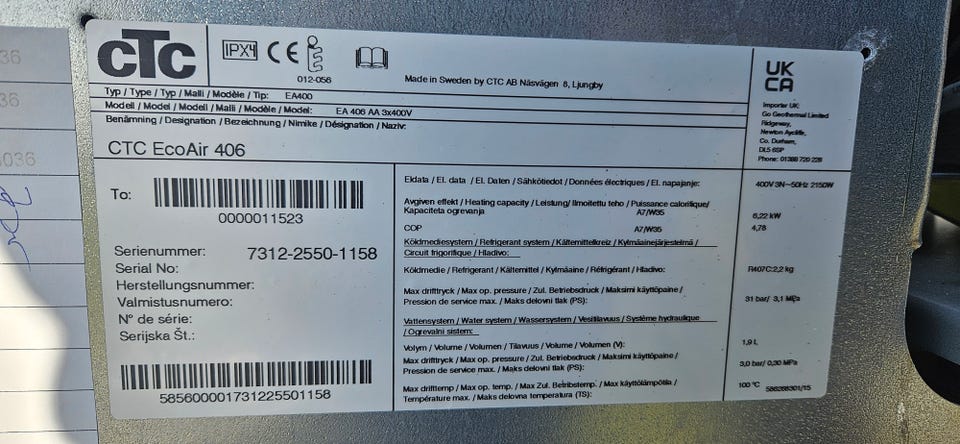 36
36
036
CTC
IPX4 CE
012-056
Made in Sweden by CTC AB Näsvägen 8, Ljungby
Typ / Type / Typ / Malli / Modèle / Tip: EA400
Modell / Model / Modell / Malli / Modèle / Model: EA 406 AA 3x400V
Benämning / Designation / Bezeichnung / Nimike / Désignation / Naziv:
CTC EcoAir 406
UK
CA
Importer UK:
Go Geothermal Limited
Ridgeway,
Newton Aycliffe,
Co. Durham,
DL5 6SP
Phone: 01388 720 228
To:
0000011523
Serienummer: 7312-2550-1158
Serial No:
Herstellungsnummer:
Valmistusnumero:
N° de série:
Serijska Št.:
5856000017312255011​58
Eldata / El. data / El. Daten / Sähkötiedot / Données électriques / El. napajanje: 400V 3N~50Hz 2150W
Avgiven effekt / Heating capacity / Leistung/ Ilmoitettu teho / Puissance calorifique/
Kapaciteta ogrevanja A7/W35 6,22 kW
COP A7/W35 4,78
Köldmediesystem / Refrigerant system / Kältemittelkreiz / Kylmäainejärjestelmä /
Circuit frigorifique / Hladivo:
Köldmedie / Refrigerant / Kältemittel / Kylmäaine / Réfrigérant / Hladivo: R407C:2,2 kg
Max drifttryck / Max op. pressure / Zul. Betriebsdruck / Maksimi käyttöpaine /
Pression de service max. / Maks delovni tlak (PS): 31 bar/ 3,1 MPa
Vattensystem / Water system / Wassersystem / Vesitilavuus / Système hydraulique
/ Ogrevalni sistem:
Volym / Volume / Volumen / Tilavuus / Volume / Volumen (V): 1,9 L
Max drifttryck / Max op. pressure / Zul. Betriebsdruck / Maksimi käyttöpaine /
Pression de service max. / Maks delovni tlak (PS): 3,0 bar/ 0,30 MPa
Max drifttemp / Max op. temp. / Max Zul. Betriebstemp. / Max käyttölämpötila /
Température max. / Maks delovna temperatura (TS): 100 °C
586268301/15